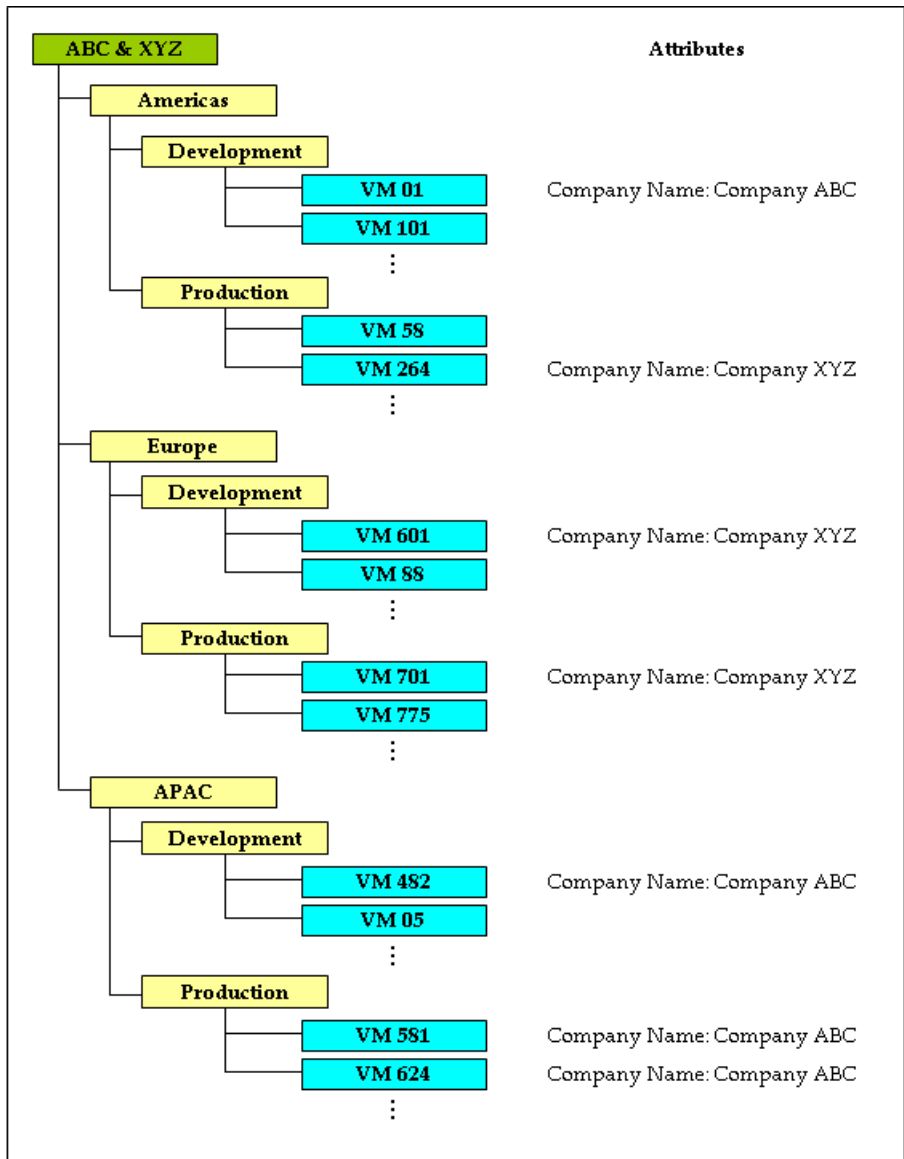 ABC & XYZ Attributes
Americas
Development
VM 01 Company Name: Company ABC
VM 101
⋮
Production
VM 58
VM 264 Company Name: Company XYZ
⋮
Europe
Development
VM 601 Company Name: Company XYZ
VM 88
⋮
Production
VM 701 Company Name: Company XYZ
VM 775
⋮
APAC
Development
VM 482 Company Name: Company ABC
VM 05
⋮
Production
VM 581 Company Name: Company ABC
VM 624 Company Name: Company ABC
⋮